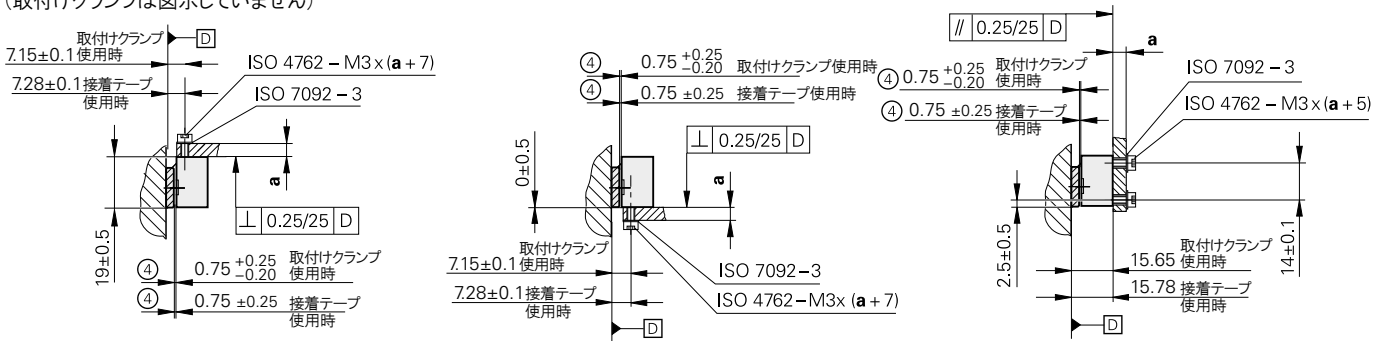 (取付けクランプは図示していません)
取付けクランプ
7.15±0.1 使用時
7.28±0.1 接着テープ
使用時
D
ISO 4762 – M3 x (a + 7)
ISO 7092 – 3
19±0.5
a
⊥ 0.25/25 D
④ 0.75 +0.25 −0.20 取付けクランプ
使用時
④ 0.75 ±0.25 接着テープ
使用時
④ 0.75 +0.25 −0.20 取付けクランプ使用時
④ 0.75 ±0.25 接着テープ使用時
⊥ 0.25/25 D
0±0.5
a
取付けクランプ
7.15±0.1 使用時
7.28±0.1 接着テープ
使用時
ISO 7092 – 3
ISO 4762 – M3x (a + 7)
D
// 0.25/25 D
a
④ 0.75 +0.25 −0.20 取付けクランプ
使用時
④ 0.75 ±0.25 接着テープ
使用時
ISO 7092 – 3
ISO 4762 – M3 x (a + 5)
2.5±0.5
14±0.1
取付けクランプ
15.65 使用時
15.78 接着テープ
使用時
D